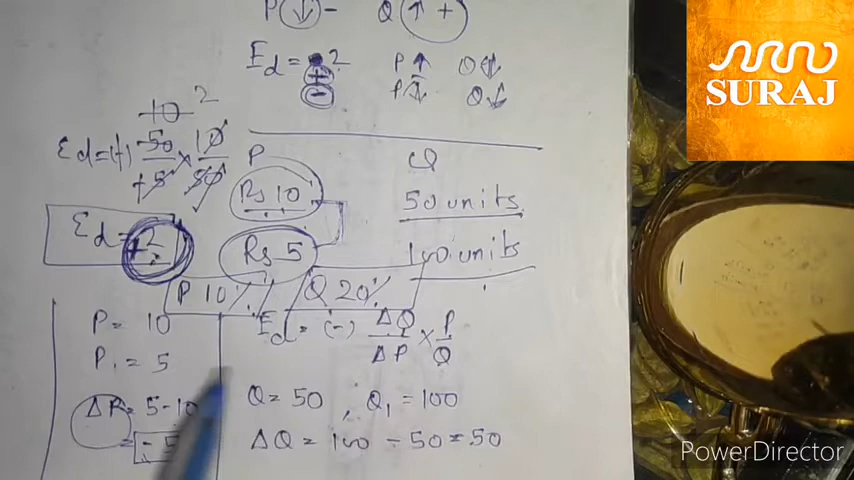 P(↓) - Q(↑ +)
Ed = 2 P↑ Q↓
+ P↓ Q↓
-
10 2
Ed=(-) -50/+5 × 10/50 P Q
Rs 10 50 units
Ed = +2 Rs 5 100 units
P 10% Q 20%
P = 10 Ed = (-) ΔQ/ΔP × P/Q
P₁ = 5
ΔP = 5-10 Q = 50 , Q₁ = 100
= -5 ΔQ = 100 - 50 = 50
SURAJ
PowerDirector